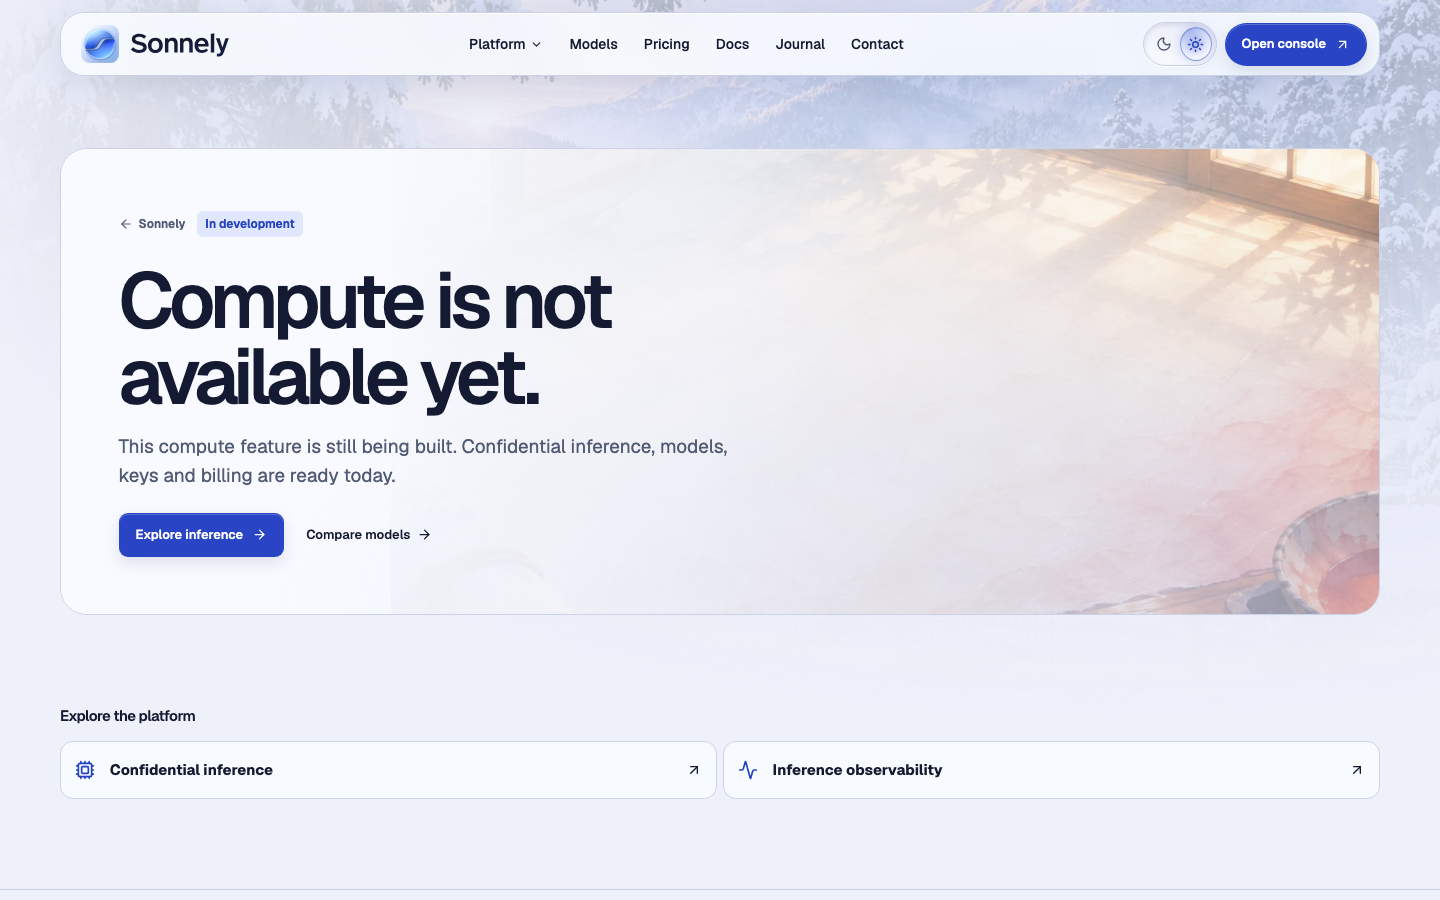 Sonnely
Platform
Models
Pricing
Docs
Journal
Contact
Open console
Sonnely
In development
Compute is not
available yet.
This compute feature is still being built. Confidential inference, models,
keys and billing are ready today.
Explore inference
Compare models
Explore the platform
Confidential inference
Inference observability